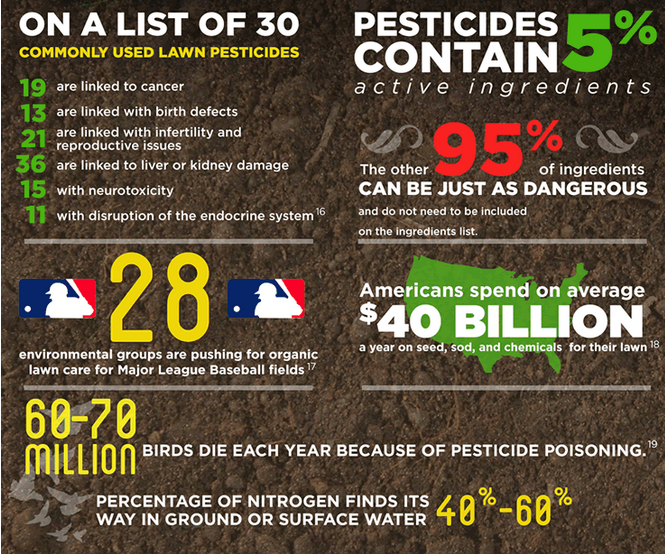 ON A LIST OF 30
COMMONLY USED LAWN PESTICIDES
19 are linked to cancer
13 are linked with birth defects
21 are linked with infertility and
reproductive issues
36 are linked to liver or kidney damage
15 with neurotoxicity
11 with disruption of the endocrine system 16
PESTICIDES
CONTAIN 5%
active ingredients
The other 95% of ingredients
CAN BE JUST AS DANGEROUS
and do not need to be included
on the ingredients list.
28
environmental groups are pushing for organic
lawn care for Major League Baseball fields 17
Americans spend on average
$40 BILLION
a year on seed, sod, and chemicals for their lawn 18
60-70
MILLION BIRDS DIE EACH YEAR BECAUSE OF PESTICIDE POISONING. 19
PERCENTAGE OF NITROGEN FINDS ITS
WAY IN GROUND OR SURFACE WATER 40%-60%